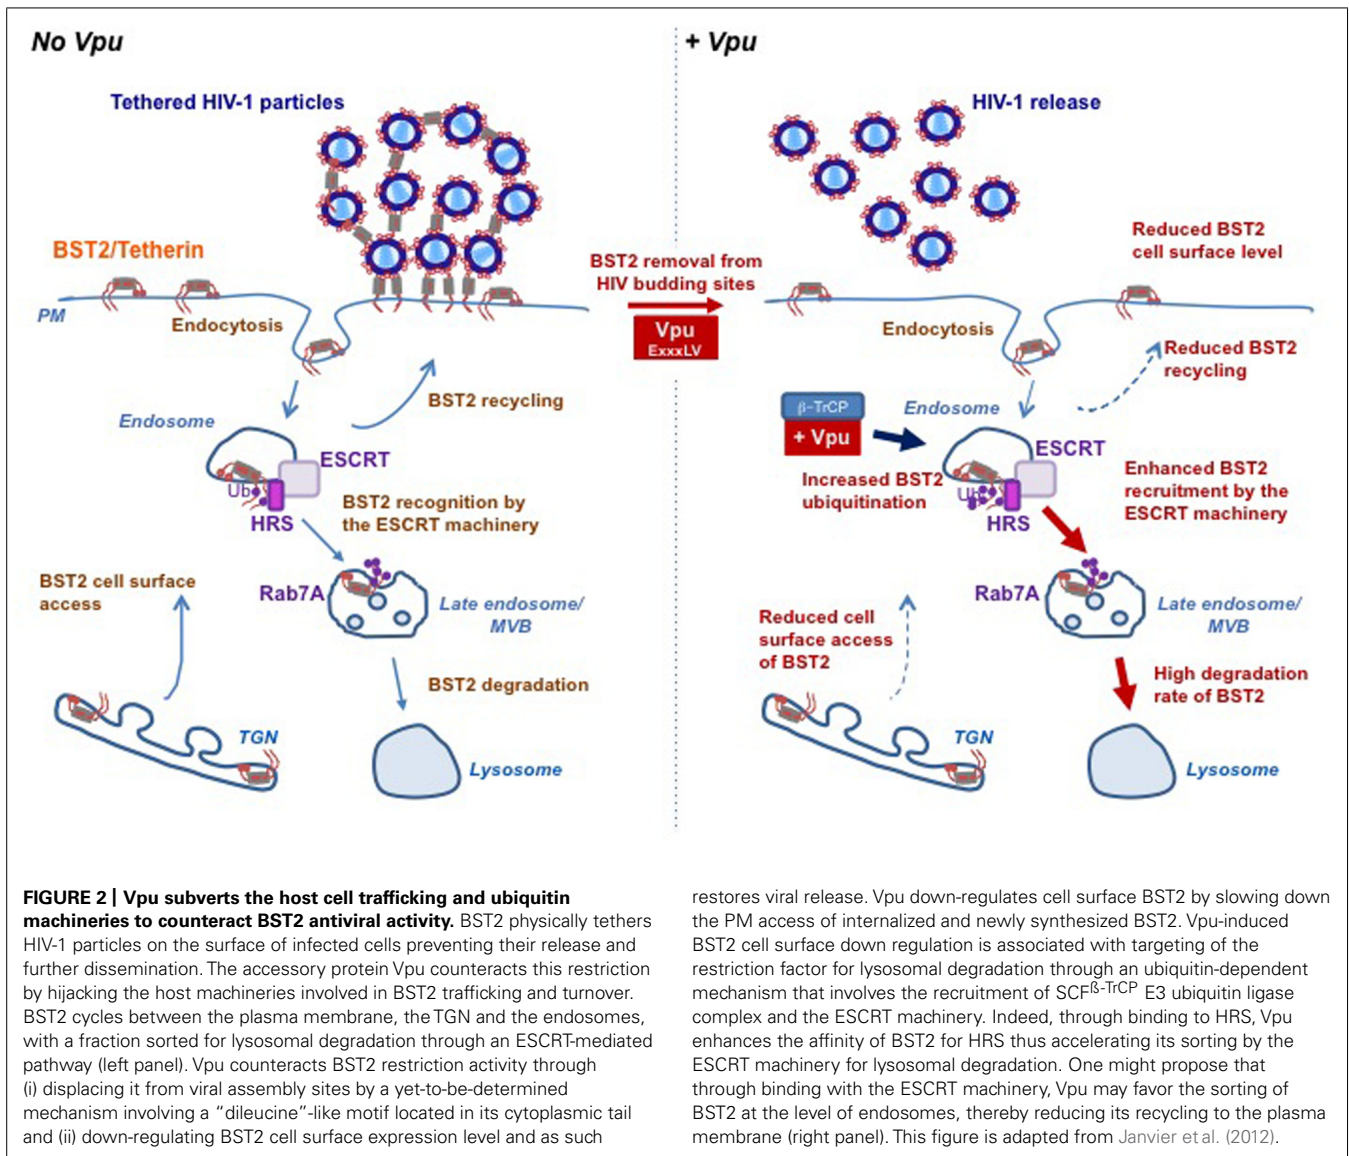 No Vpu
Tethered HIV-1 particles
BST2/Tetherin
PM
Endocytosis
BST2 recycling
Endosome
ESCRT
Ub
HRS
BST2 recognition by
the ESCRT machinery
BST2 cell surface
access
Rab7A
Late endosome/
MVB
BST2 degradation
TGN
Lysosome
BST2 removal from
HIV budding sites
Vpu
ExxxLV
+ Vpu
HIV-1 release
Reduced BST2
cell surface level
Endocytosis
Reduced BST2
recycling
β-TrCP
+ Vpu
Endosome
ESCRT
Increased BST2
ubiquitination
Ub
HRS
Enhanced BST2
recruitment by the
ESCRT machinery
Rab7A
Late endosome/
MVB
Reduced cell
surface access
of BST2
High degradation
rate of BST2
TGN
Lysosome
FIGURE 2 | Vpu subverts the host cell trafficking and ubiquitin
machineries to counteract BST2 antiviral activity. BST2 physically tethers
HIV-1 particles on the surface of infected cells preventing their release and
further dissemination. The accessory protein Vpu counteracts this restriction
by hijacking the host machineries involved in BST2 trafficking and turnover.
BST2 cycles between the plasma membrane, the TGN and the endosomes,
with a fraction sorted for lysosomal degradation through an ESCRT-mediated
pathway (left panel). Vpu counteracts BST2 restriction activity through
(i) displacing it from viral assembly sites by a yet-to-be-determined
mechanism involving a “dileucine”-like motif located in its cytoplasmic tail
and (ii) down-regulating BST2 cell surface expression level and as such
restores viral release. Vpu down-regulates cell surface BST2 by slowing down
the PM access of internalized and newly synthesized BST2. Vpu-induced
BST2 cell surface down regulation is associated with targeting of the
restriction factor for lysosomal degradation through an ubiquitin-dependent
mechanism that involves the recruitment of SCFß-TrCP E3 ubiquitin ligase
complex and the ESCRT machinery. Indeed, through binding to HRS, Vpu
enhances the affinity of BST2 for HRS thus accelerating its sorting by the
ESCRT machinery for lysosomal degradation. One might propose that
through binding with the ESCRT machinery, Vpu may favor the sorting of
BST2 at the level of endosomes, thereby reducing its recycling to the plasma
membrane (right panel). This figure is adapted from Janvier et al. (2012).